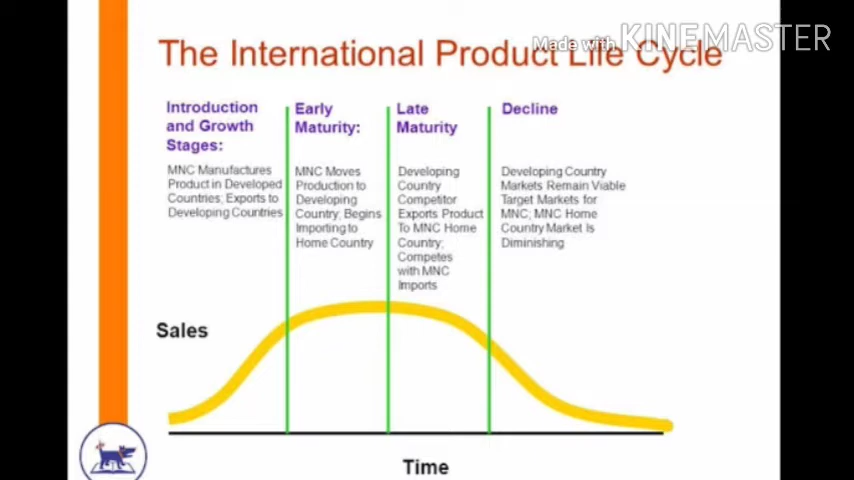 Made with KINEMASTER
The International Product Life Cycle
Introduction
and Growth
Stages:
MNC Manufactures
Product in Developed
Countries; Exports to
Developing Countries
Early
Maturity:
MNC Moves
Production to
Developing
Country; Begins
Importing to
Home Country
Late
Maturity
Developing
Country
Competitor
Exports Product
To MNC Home
Country;
Competes
with MNC
Imports
Decline
Developing Country
Markets Remain Viable
Target Markets for
MNC; MNC Home
Country Market Is
Diminishing
Sales
Time